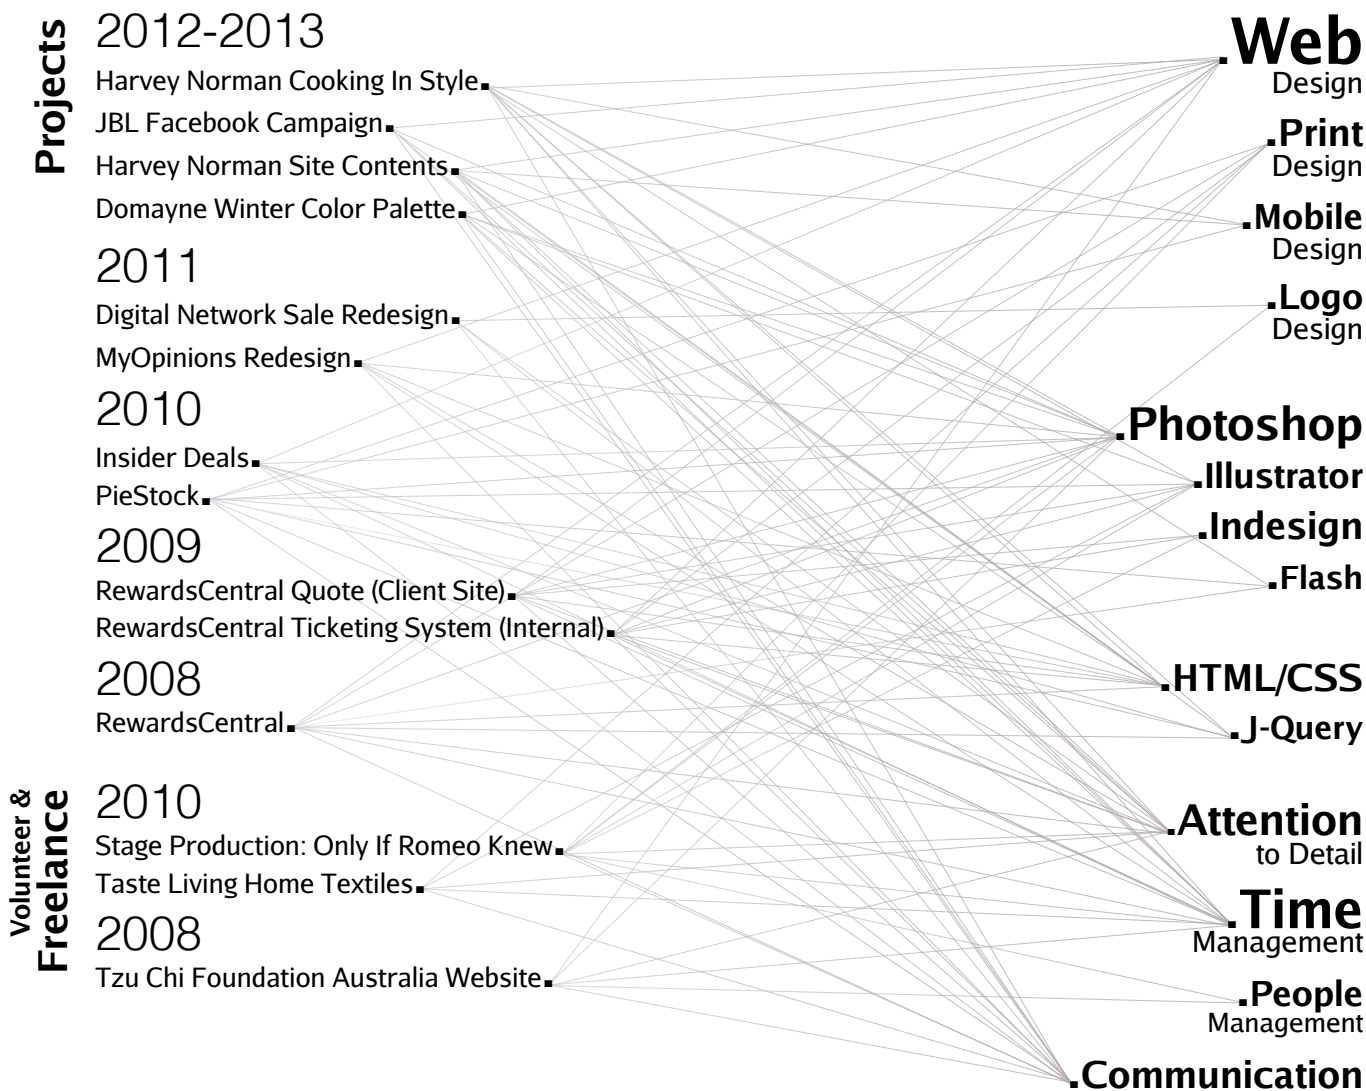 Projects
2012-2013
Harvey Norman Cooking In Style
JBL Facebook Campaign
Harvey Norman Site Contents
Domayne Winter Color Palette
2011
Digital Network Sale Redesign
MyOpinions Redesign
2010
Insider Deals
PieStock
2009
RewardsCentral Quote (Client Site)
RewardsCentral Ticketing System (Internal)
2008
RewardsCentral
Volunteer &
Freelance
2010
Stage Production: Only If Romeo Knew
Taste Living Home Textiles
2008
Tzu Chi Foundation Australia Website
Web
Design
Print
Design
Mobile
Design
Logo
Design
Photoshop
Illustrator
Indesign
Flash
HTML/CSS
J-Query
Attention
to Detail
Time
Management
People
Management
Communication